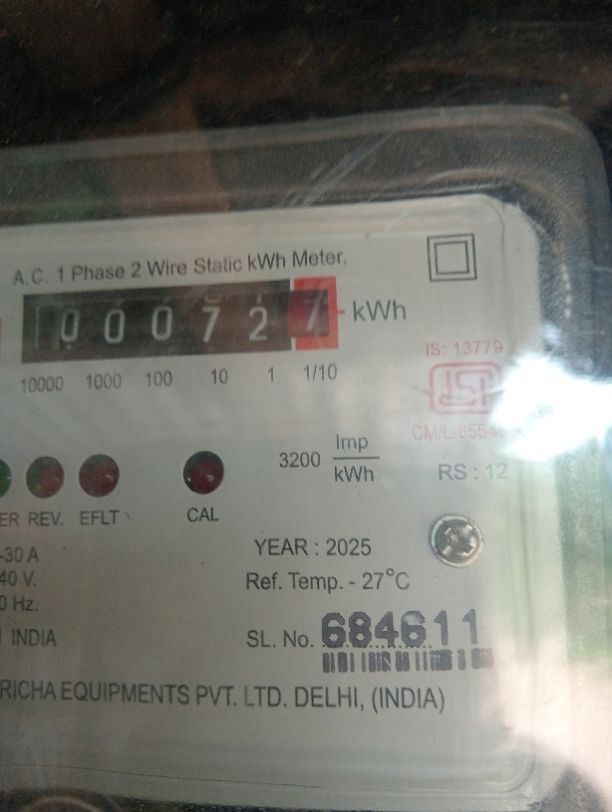 A.C. 1 Phase 2 Wire Static kWh Meter.
0 0 0 7 2 7 kWh
10000 1000 100 10 1 1/10
IS: 13779
ISI
3200 Imp/kWh
RS : 12
REV. EFLT CAL
-30 A
YEAR : 2025
40 V.
Ref. Temp. - 27°C
0 Hz.
INDIA
SL. No. 684611
RICHA EQUIPMENTS PVT. LTD. DELHI, (INDIA)